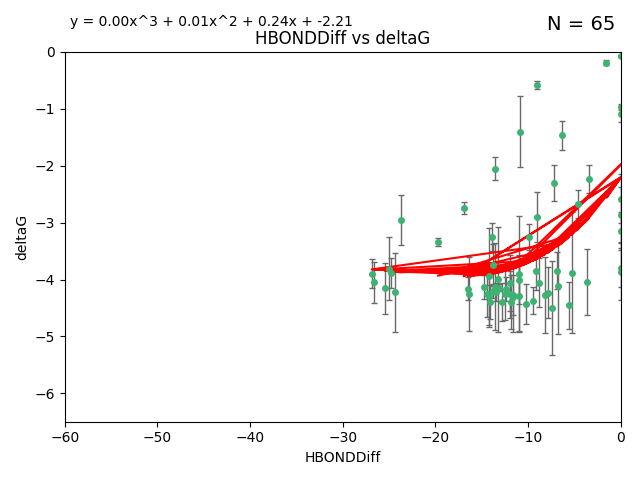 y = 0.00x^3 + 0.01x^2 + 0.24x + -2.21
N = 65
HBONDDiff vs deltaG
0
−1
−2
−3
−4
−5
−6
deltaG
−60 −50 −40 −30 −20 −10 0
HBONDDiff